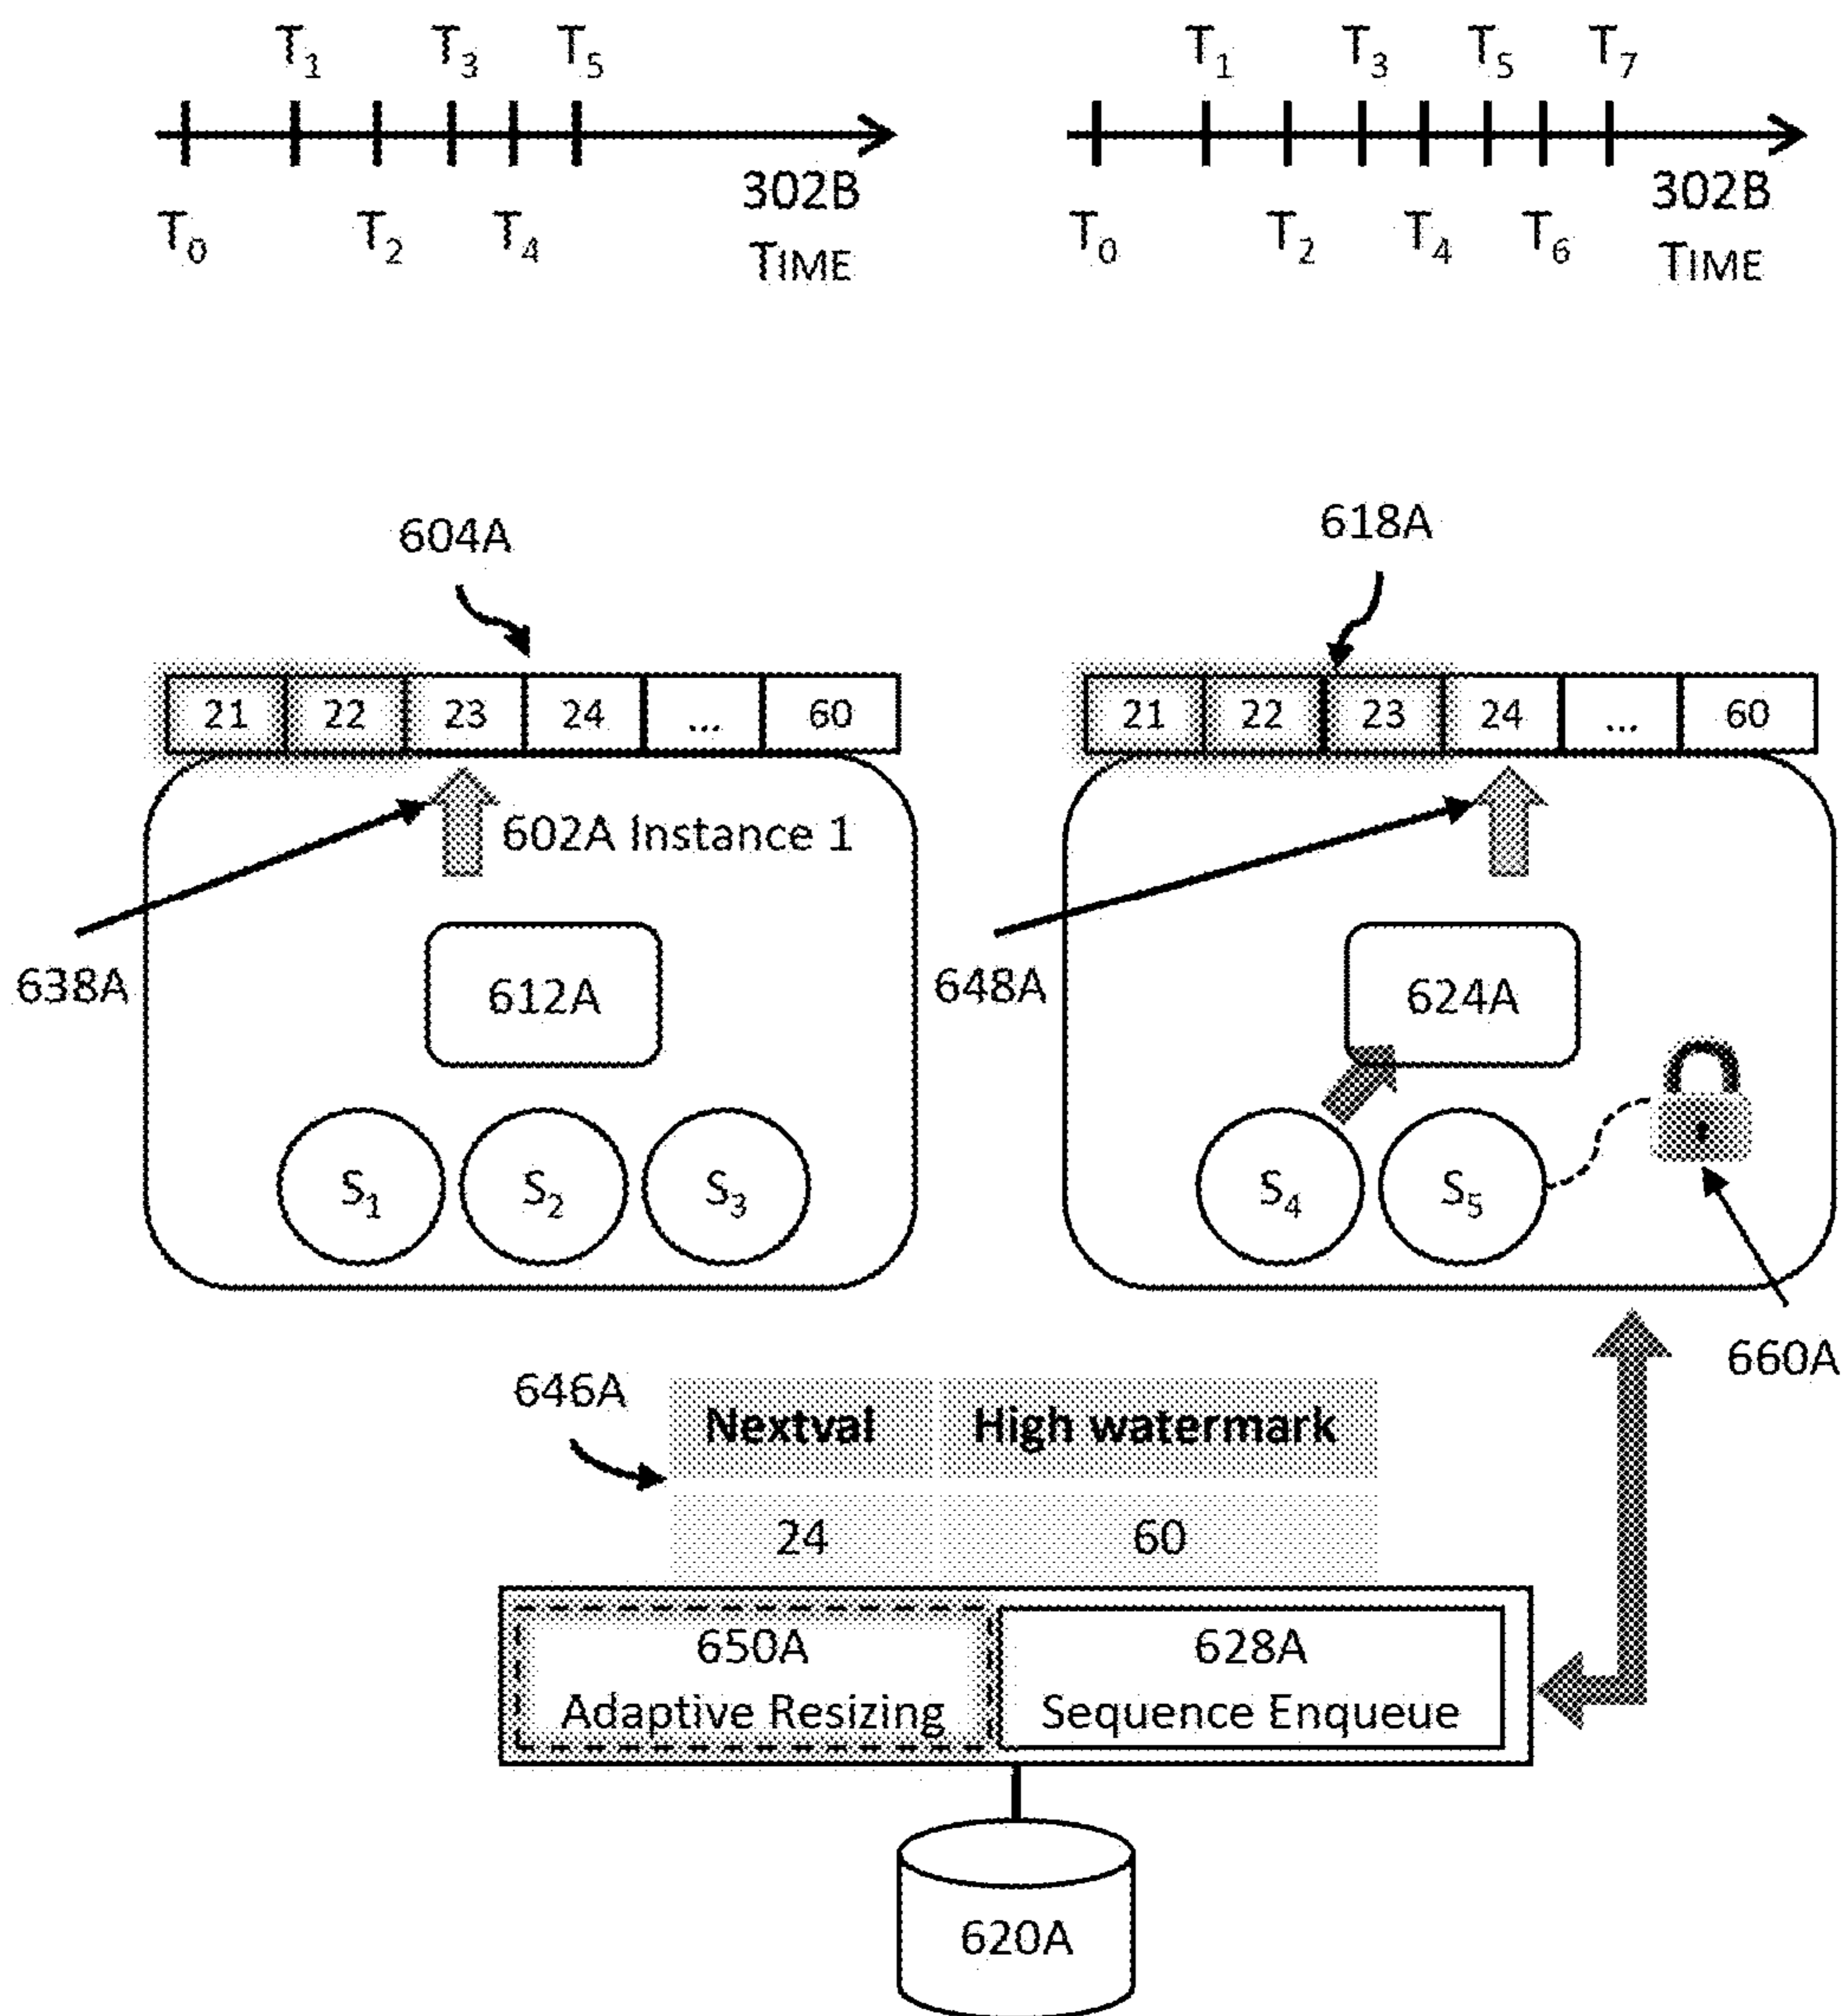 T1 T3 T5
T0 T2 T4
302B
TIME
T1 T3 T5 T7
T0 T2 T4 T6
302B
TIME
604A
618A
21 22 23 24 ... 60
21 22 23 24 ... 60
602A Instance 1
638A
612A
648A
624A
S1 S2 S3
S4 S5
660A
646A
Nextval High watermark
24 60
650A
Adaptive Resizing
628A
Sequence Enqueue
620A